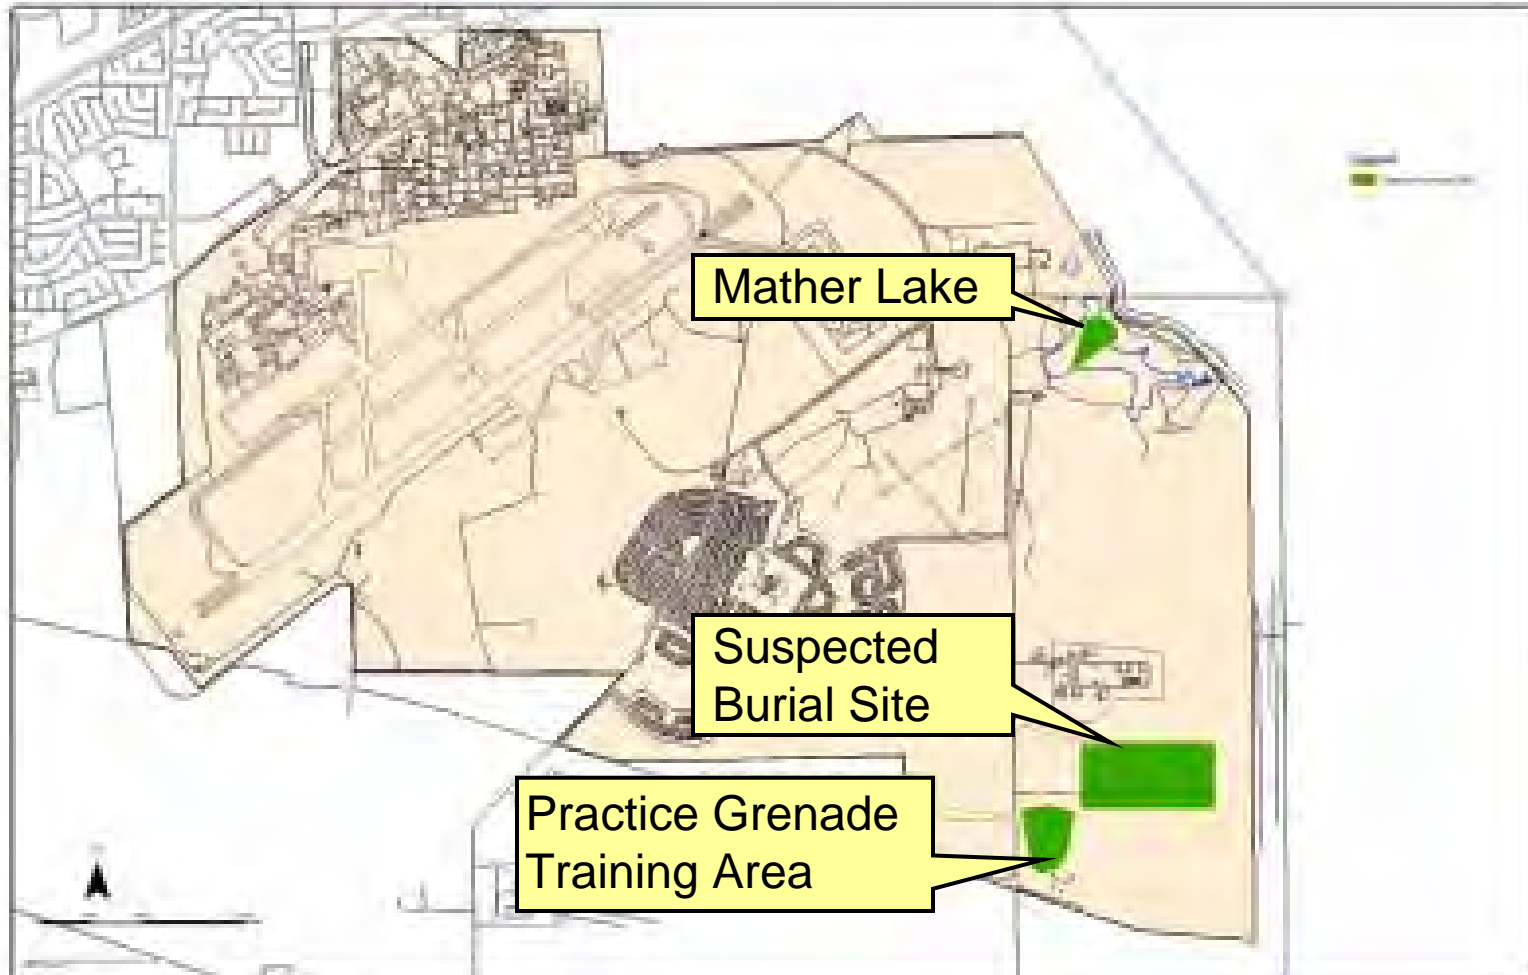 Mather Lake
Suspected
Burial Site
Practice Grenade
Training Area